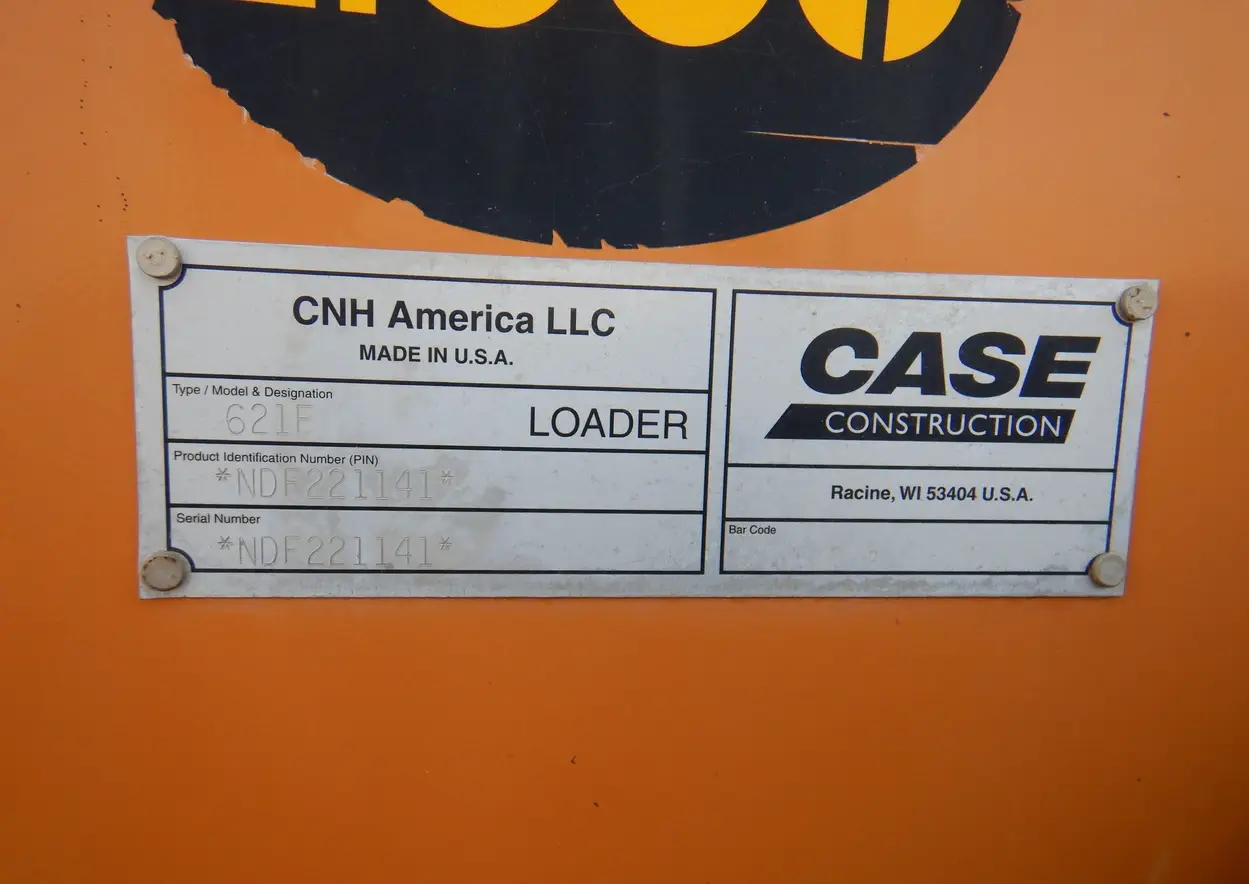 CNH America LLC
MADE IN U.S.A.
Type / Model & Designation
621F LOADER
Product Identification Number (PIN)
*NDF221141*
Serial Number
*NDF221141*
CASE
CONSTRUCTION
Racine, WI 53404 U.S.A.
Bar Code